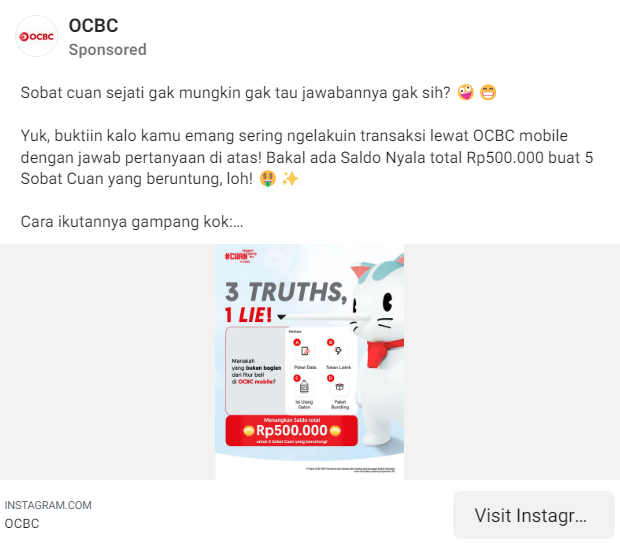 OCBC
OCBC
Sponsored
Sobat cuan sejati gak mungkin gak tau jawabannya gak sih? 🤪 😁
Yuk, buktiin kalo kamu emang sering ngelakuin transaksi lewat OCBC mobile
dengan jawab pertanyaan di atas! Bakal ada Saldo Nyala total Rp500.000 buat 5
Sobat Cuan yang beruntung, loh! 🤑 ✨
Cara ikutannya gampang kok:...
#CUAN
3 TRUTHS,
1 LIE!
Manakah
yang bukan bagian
dari fitur beli
di OCBC mobile?
A
B
Paket Data
Token Listrik
C
D
Isi Ulang
Galon
Paket
Bundling
Menangkan Saldo total
Rp500.000
untuk 5 Sobat Cuan yang beruntung!
INSTAGRAM.COM
OCBC
Visit Instagr...